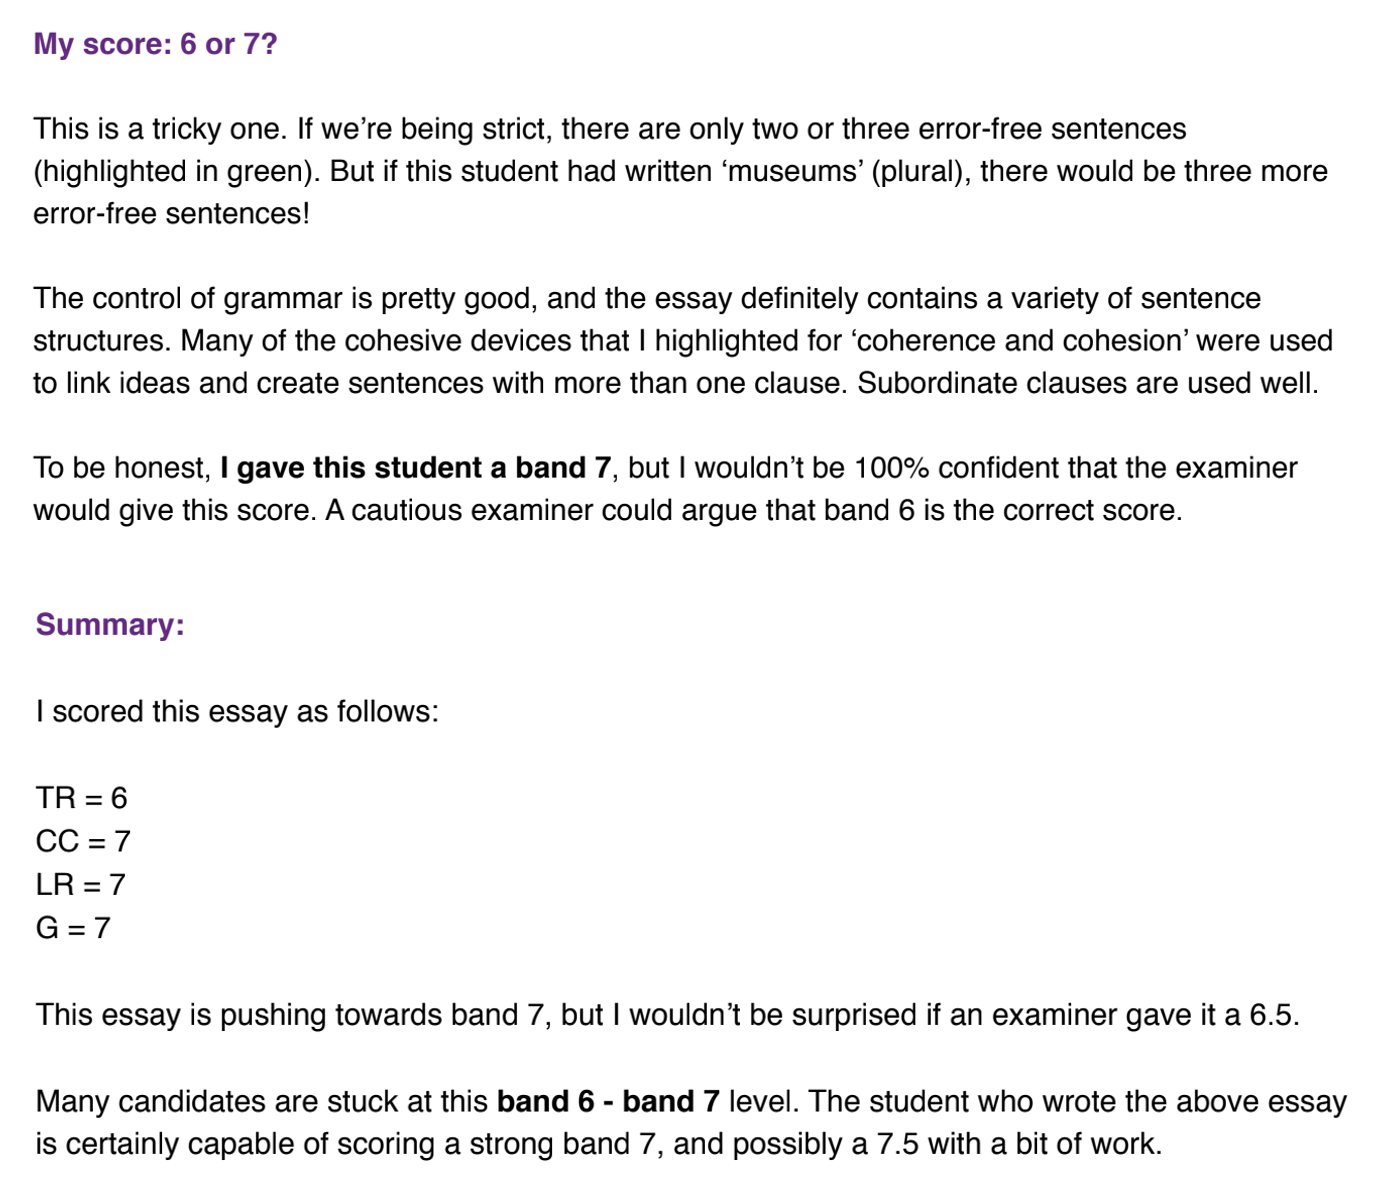 My score: 6 or 7?
This is a tricky one. If we’re being strict, there are only two or three error-free sentences
(highlighted in green). But if this student had written ‘museums’ (plural), there would be three more
error-free sentences!
The control of grammar is pretty good, and the essay definitely contains a variety of sentence
structures. Many of the cohesive devices that I highlighted for ‘coherence and cohesion’ were used
to link ideas and create sentences with more than one clause. Subordinate clauses are used well.
To be honest, I gave this student a band 7, but I wouldn’t be 100% confident that the examiner
would give this score. A cautious examiner could argue that band 6 is the correct score.
Summary:
I scored this essay as follows:
TR = 6
CC = 7
LR = 7
G = 7
This essay is pushing towards band 7, but I wouldn’t be surprised if an examiner gave it a 6.5.
Many candidates are stuck at this band 6 - band 7 level. The student who wrote the above essay
is certainly capable of scoring a strong band 7, and possibly a 7.5 with a bit of work.